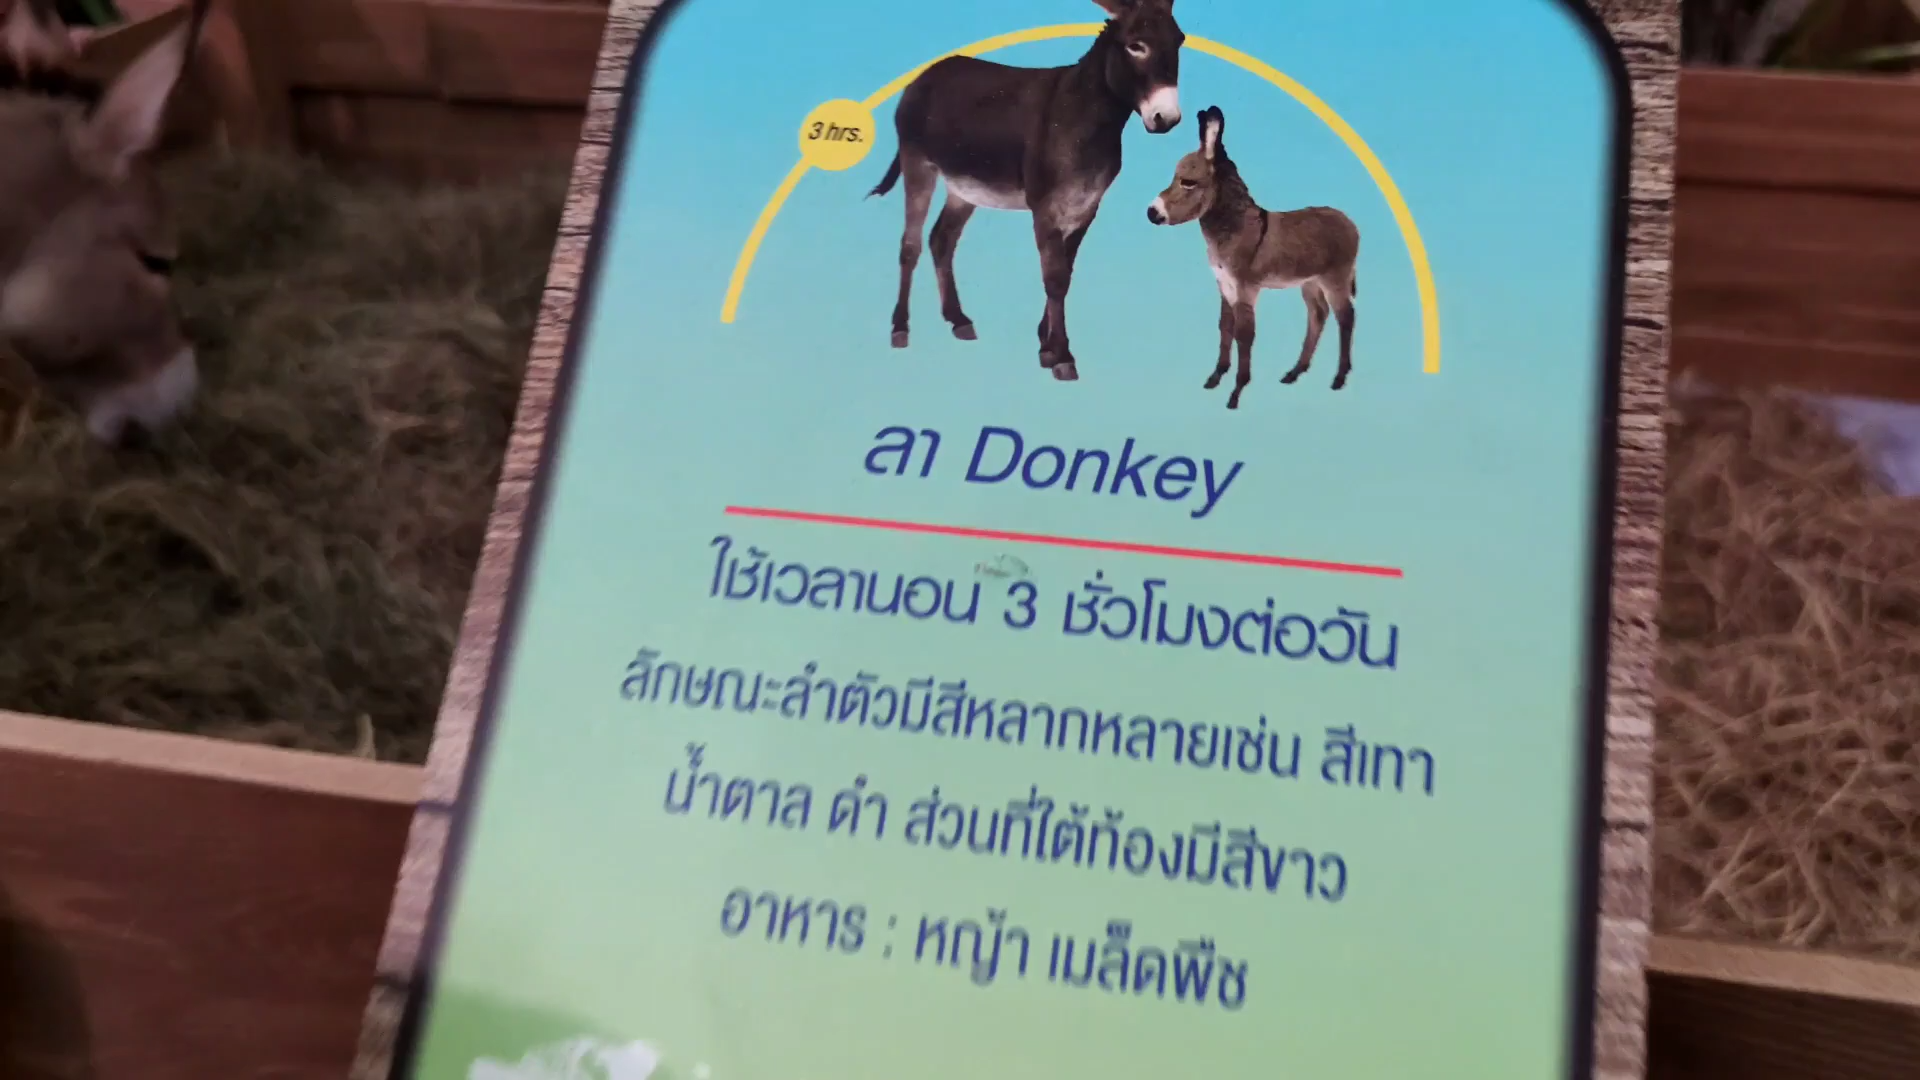 3 hrs.
ลา Donkey
ใช้เวลานอน 3 ชั่วโมงต่อวัน
ลักษณะลำตัวมีสีหลากหลายเช่น สีเทา
น้ำตาล ดำ ส่วนที่ใต้ท้องมีสีขาว
อาหาร : หญ้า เมล็ดพืช